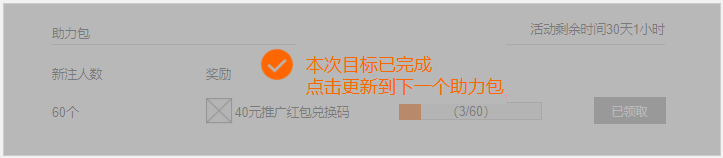 助力包
活动剩余时间30天1小时
本次目标已完成
点击更新到下一个助力包
新注人数
奖励
60个
40元推广红包兑换码
(3/60)
已领取